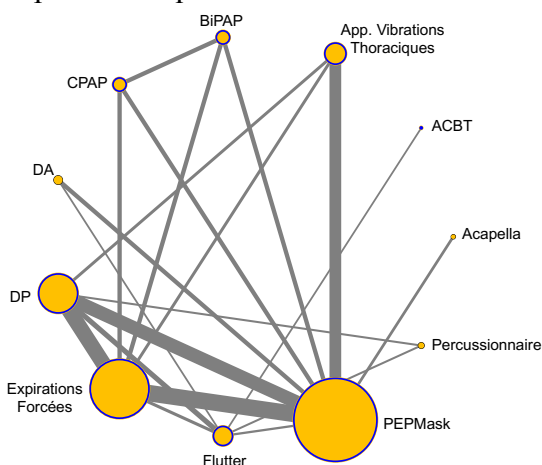 BiPAP
App. Vibrations
Thoraciques
CPAP
ACBT
DA
Acapella
DP
Percussionnaire
Expirations
Forcées
PEPMask
Flutter